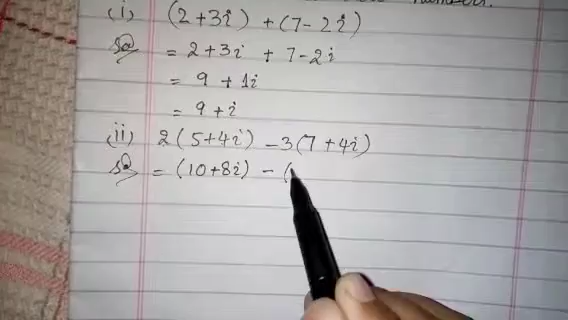 numbers.
(i) (2+3i) + (7-2i)
Sol = 2+3i + 7-2i
= 9 + 1i
= 9 + i
(ii) 2(5+4i) - 3(7+4i)
Sol = (10+8i) - (